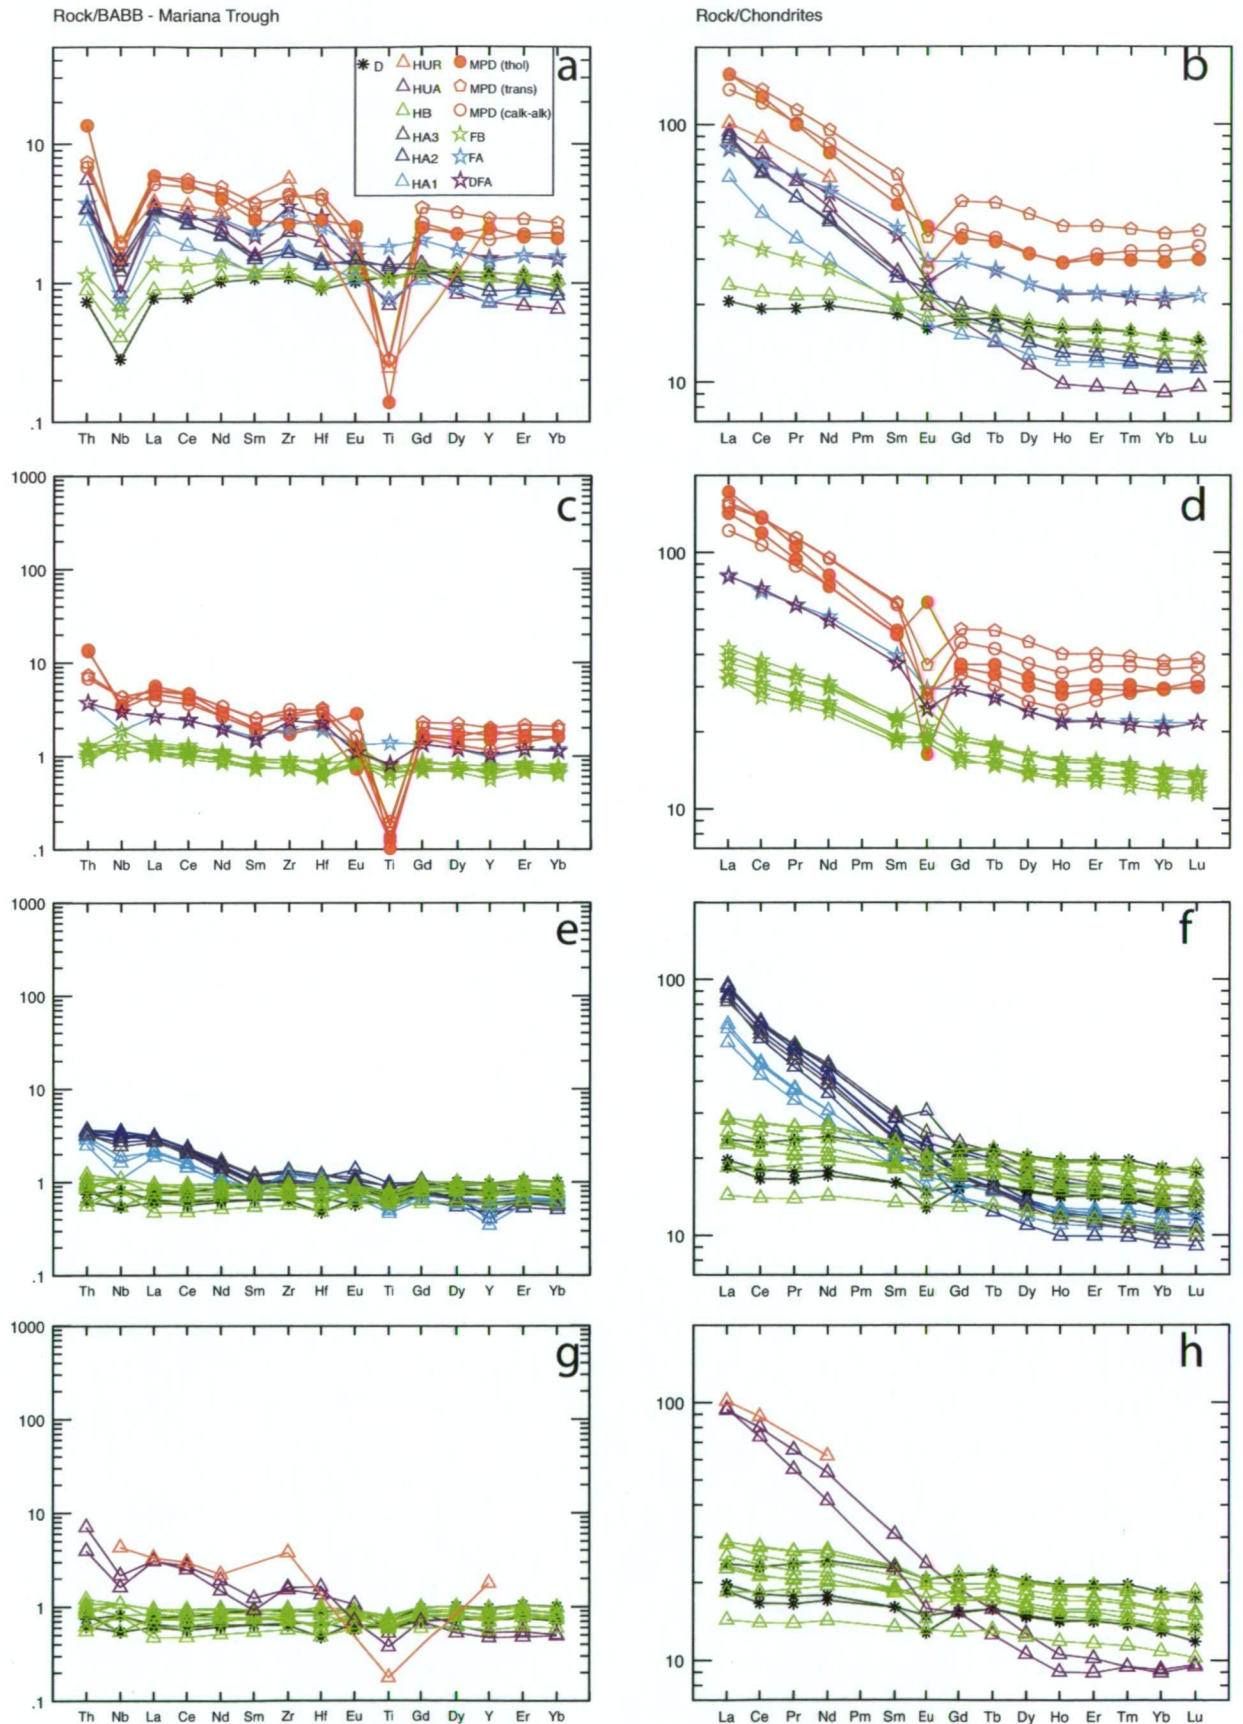 Rock/BABB - Mariana Trough
Rock/Chondrites
a
✱ D △ HUR ● MPD (thol)
△ HUA ⬠ MPD (trans)
△ HB ○ MPD (calk-alk)
△ HA3 ☆ FB
△ HA2 ☆ FA
△ HA1 ☆ DFA
10
1
.1
Th Nb La Ce Nd Sm Zr Hf Eu Ti Gd Dy Y Er Yb
b
100
10
La Ce Pr Nd Pm Sm Eu Gd Tb Dy Ho Er Tm Yb Lu
c
1000
100
10
1
.1
Th Nb La Ce Nd Sm Zr Hf Eu Ti Gd Dy Y Er Yb
d
100
10
La Ce Pr Nd Pm Sm Eu Gd Tb Dy Ho Er Tm Yb Lu
e
1000
100
10
1
.1
Th Nb La Ce Nd Sm Zr Hf Eu Ti Gd Dy Y Er Yb
f
100
10
La Ce Pr Nd Pm Sm Eu Gd Tb Dy Ho Er Tm Yb Lu
g
1000
100
10
1
.1
Th Nb La Ce Nd Sm Zr Hf Eu Ti Gd Dy Y Er Yb
h
100
10
La Ce Pr Nd Pm Sm Eu Gd Tb Dy Ho Er Tm Yb Lu